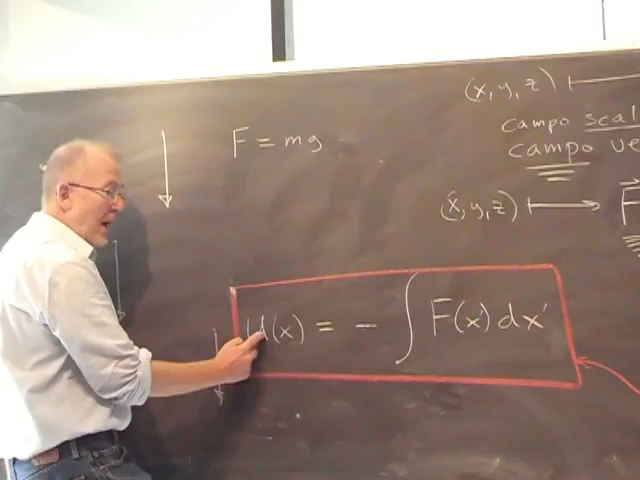 F = mg
(x, y, z) ↦
campo scal
campo ve
(x, y, z) ↦ F
U(x) = - ∫ F(x') dx'